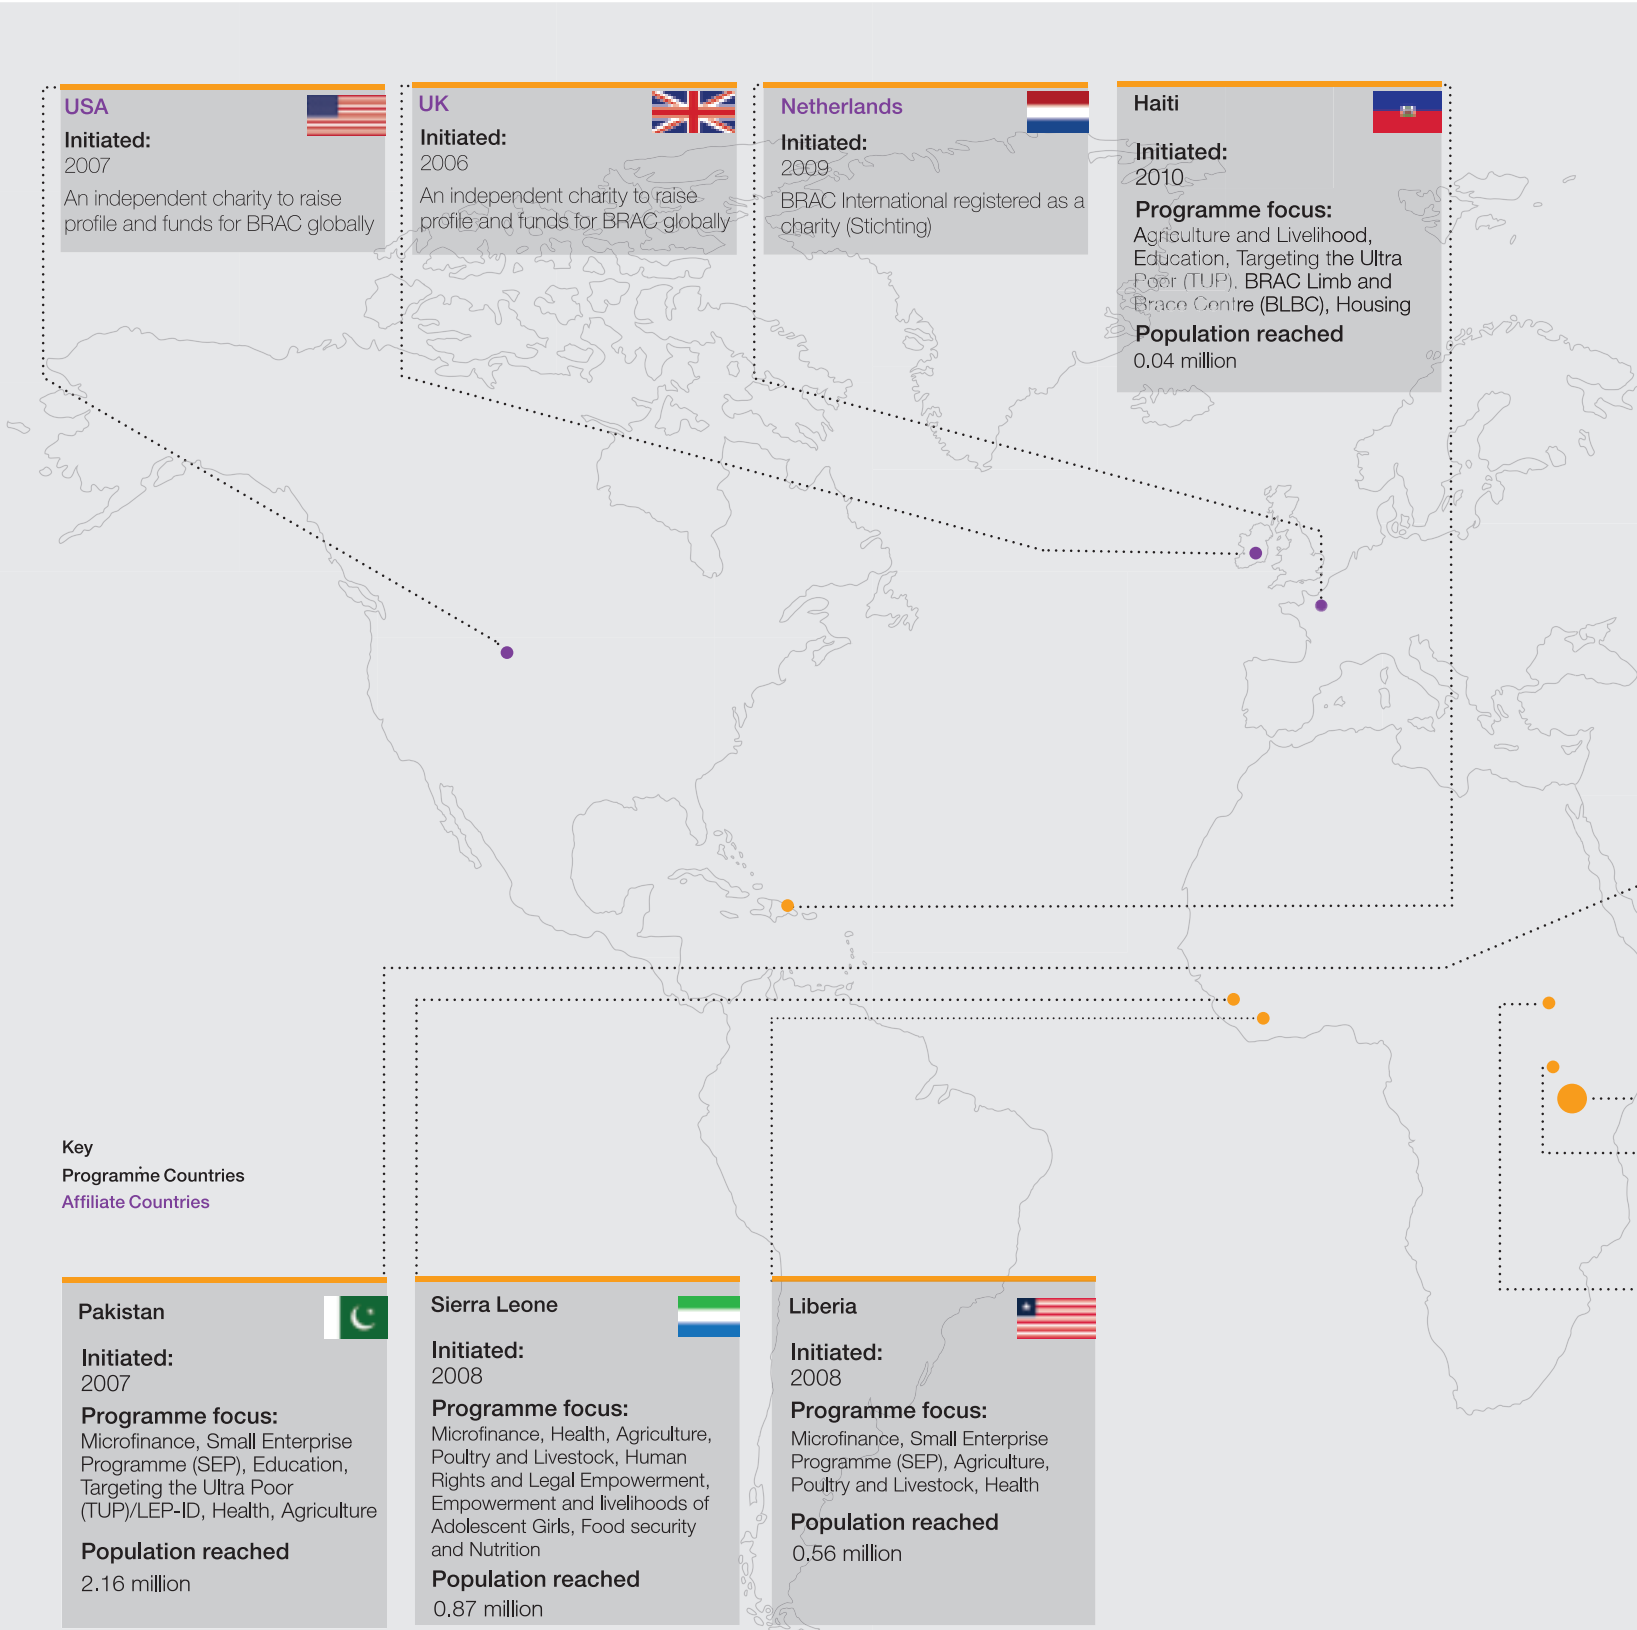 USA
Initiated:
2007
An independent charity to raise
profile and funds for BRAC globally
UK
Initiated:
2006
An independent charity to raise
profile and funds for BRAC globally
Netherlands
Initiated:
2009
BRAC International registered as a
charity (Stichting)
Haiti
Initiated:
2010
Programme focus:
Agriculture and Livelihood,
Education, Targeting the Ultra
Poor (TUP). BRAC Limb and
Brace Centre (BLBC), Housing
Population reached
0.04 million
Key
Programme Countries
Affiliate Countries
Pakistan
Initiated:
2007
Programme focus:
Microfinance, Small Enterprise
Programme (SEP), Education,
Targeting the Ultra Poor
(TUP)/LEP-ID, Health, Agriculture
Population reached
2.16 million
Sierra Leone
Initiated:
2008
Programme focus:
Microfinance, Health, Agriculture,
Poultry and Livestock, Human
Rights and Legal Empowerment,
Empowerment and livelihoods of
Adolescent Girls, Food security
and Nutrition
Population reached
0.87 million
Liberia
Initiated:
2008
Programme focus:
Microfinance, Small Enterprise
Programme (SEP), Agriculture,
Poultry and Livestock, Health
Population reached
0.56 million